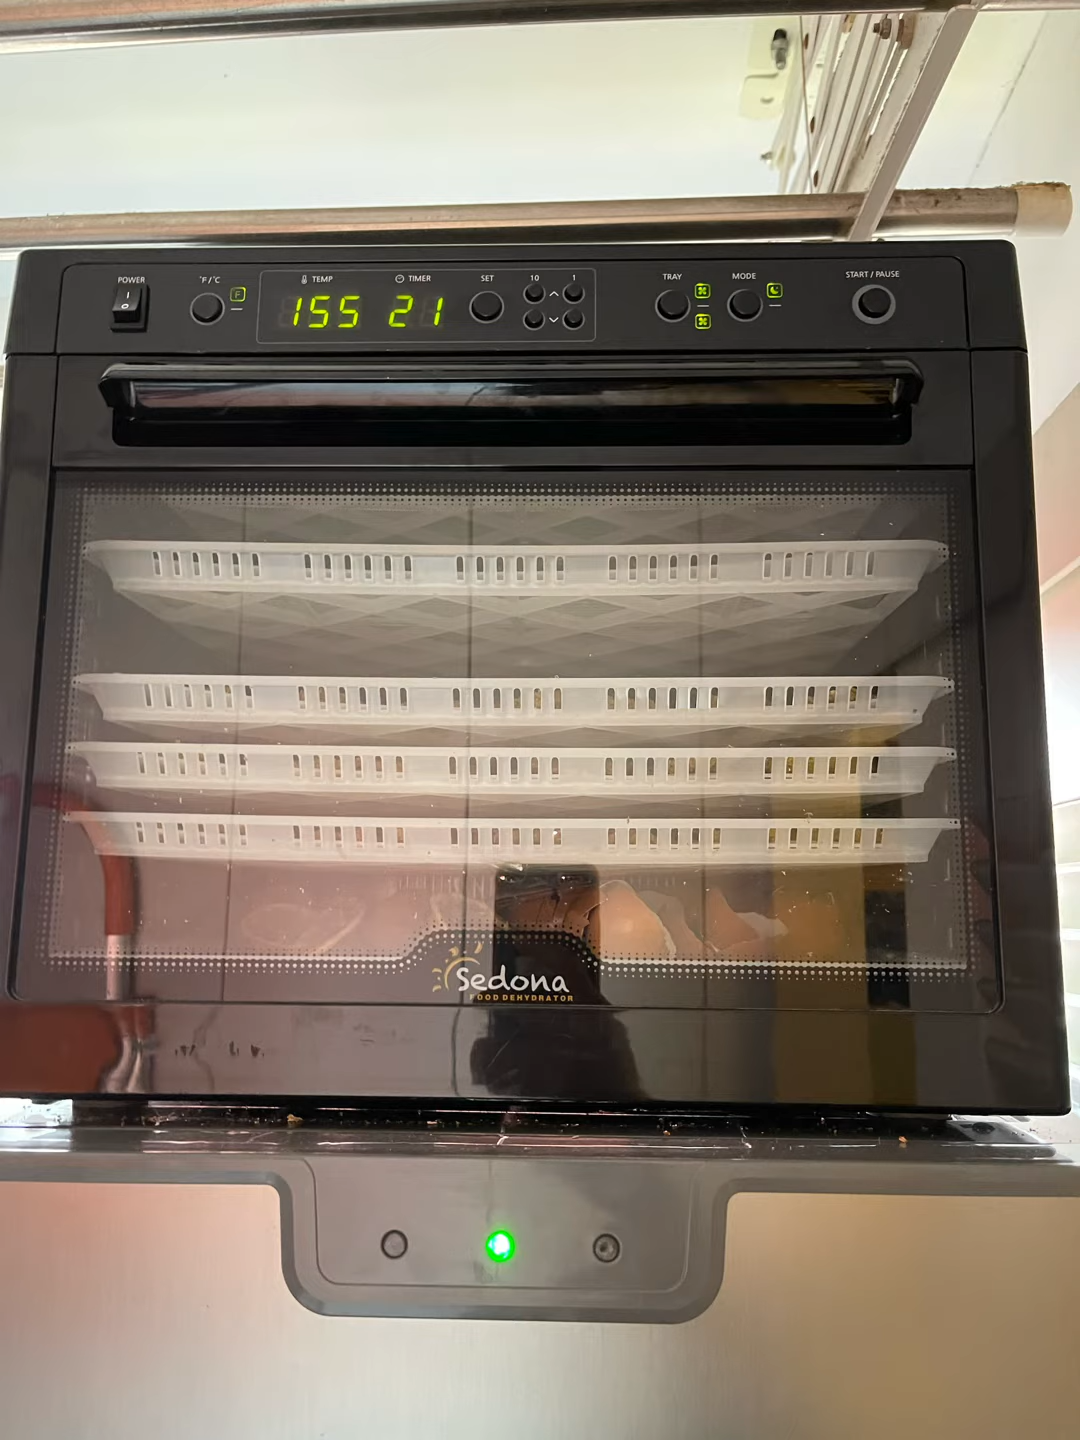 POWER
°F/°C
F
TEMP
TIMER
SET
10
1
155 21
TRAY
MODE
START / PAUSE
I
O
Sedona
FOOD DEHYDRATOR